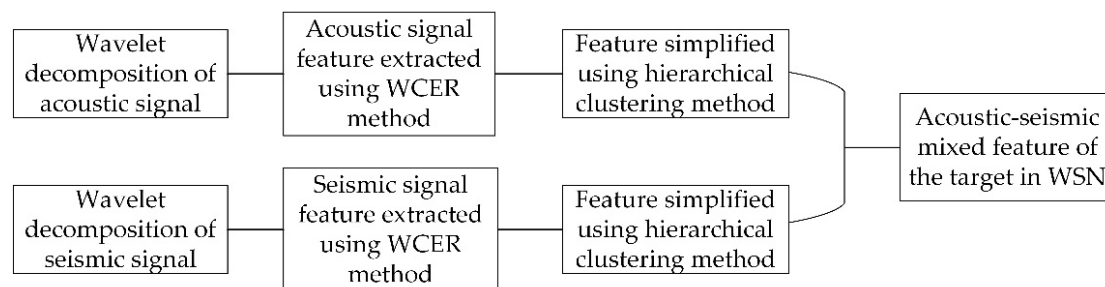 Wavelet
decomposition of
acoustic signal
Acoustic signal
feature extracted
using WCER
method
Feature simplified
using hierarchical
clustering method
Wavelet
decomposition of
seismic signal
Seismic signal
feature extracted
using WCER
method
Feature simplified
using hierarchical
clustering method
Acoustic-seismic
mixed feature of
the target in WSN